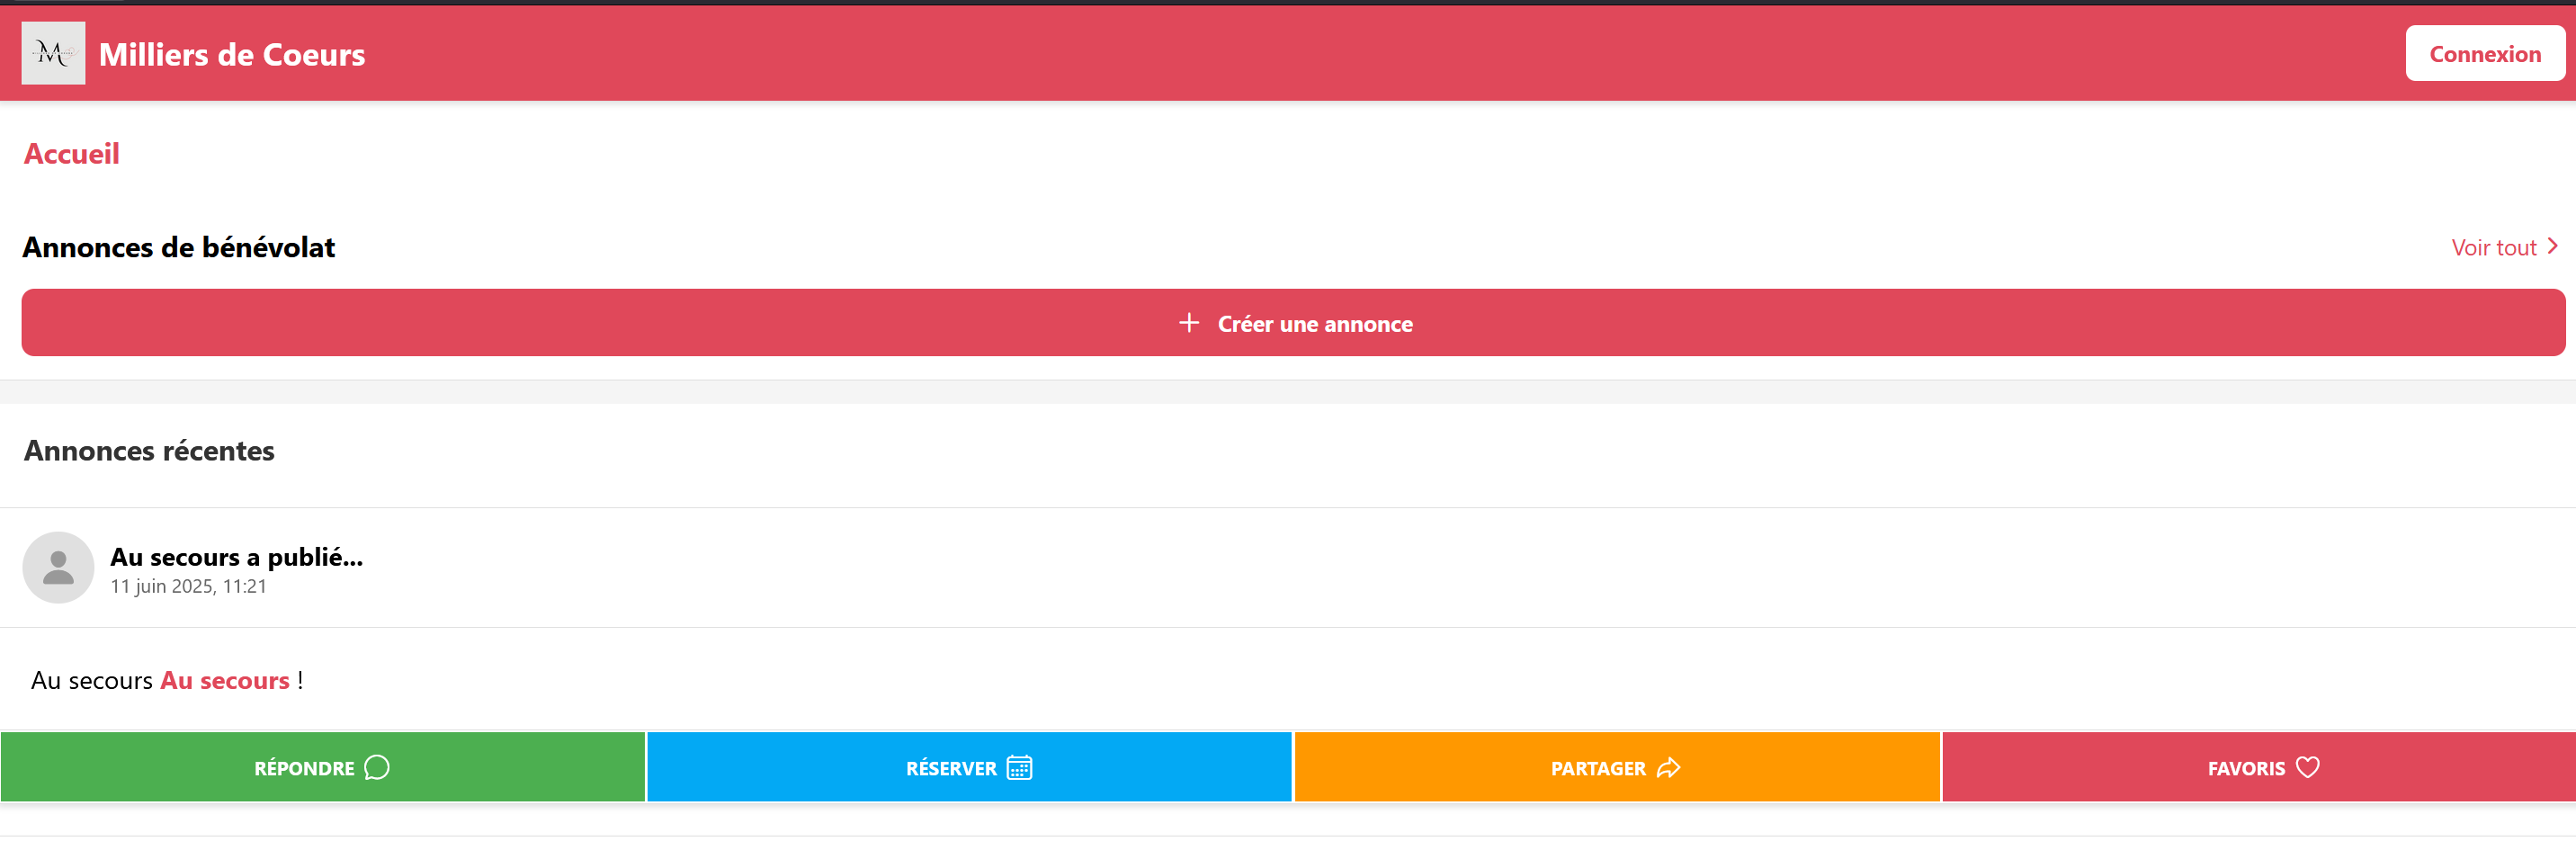 M
Milliers de Coeurs
Connexion
Accueil
Annonces de bénévolat
Voir tout
Créer une annonce
Annonces récentes
Au secours a publié...
11 juin 2025, 11:21
Au secours Au secours !
RÉPONDRE
RÉSERVER
PARTAGER
FAVORIS